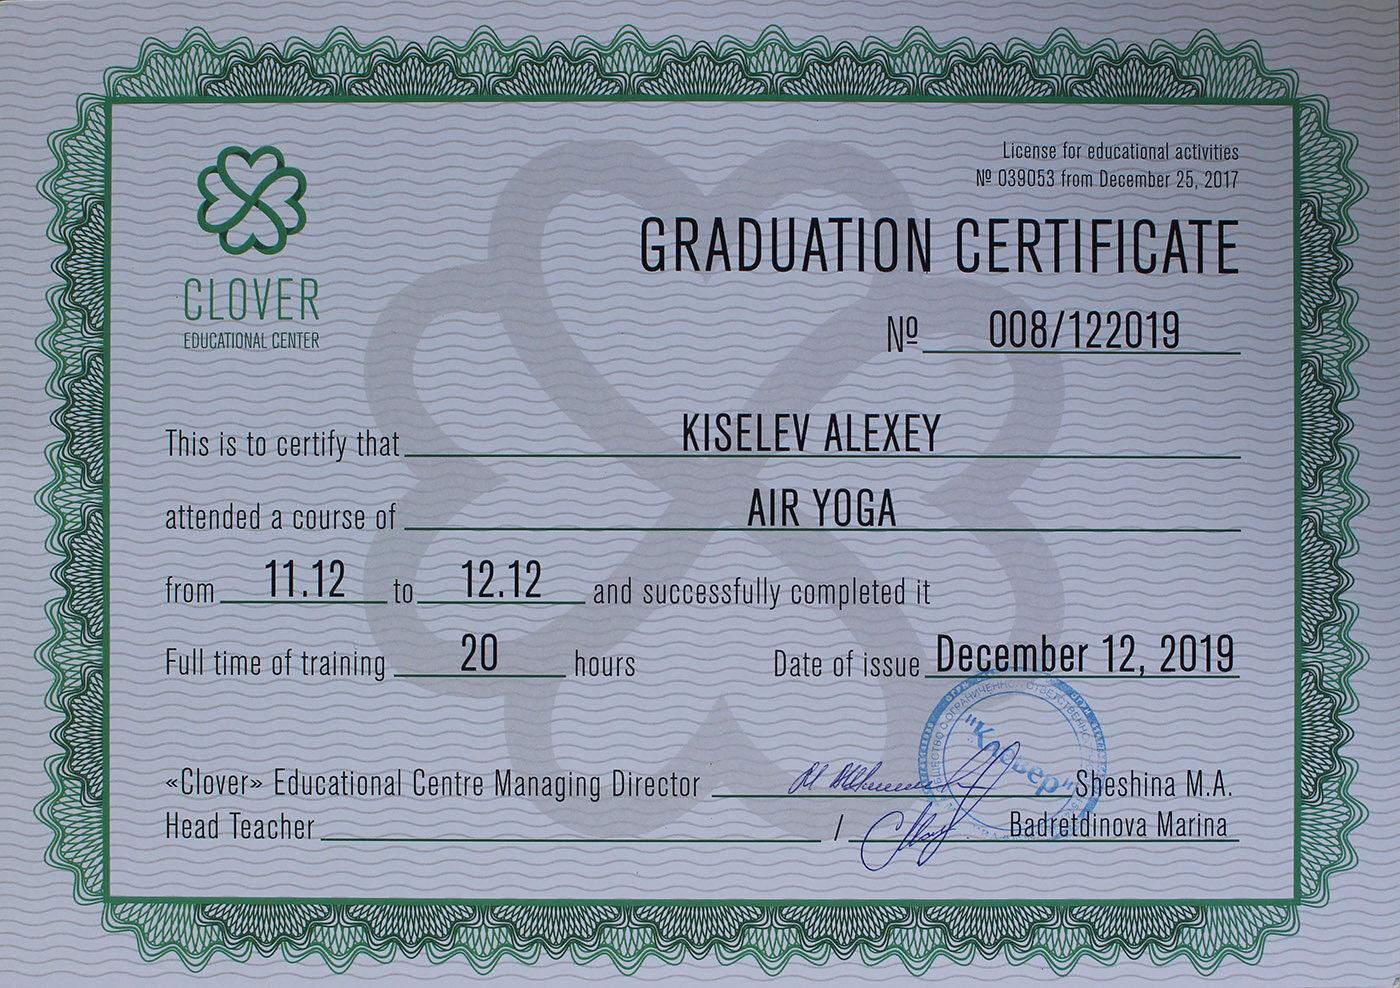 License for educational activities
№ 039053 from December 25, 2017
GRADUATION CERTIFICATE
№ 008/122019
CLOVER
EDUCATIONAL CENTER
This is to certify that KISELEV ALEXEY
attended a course of AIR YOGA
from 11.12 to 12.12 and successfully completed it
Full time of training 20 hours Date of issue December 12, 2019
"Клевер"
«Clover» Educational Centre Managing Director Sheshina M.A.
Head Teacher / Badretdinova Marina